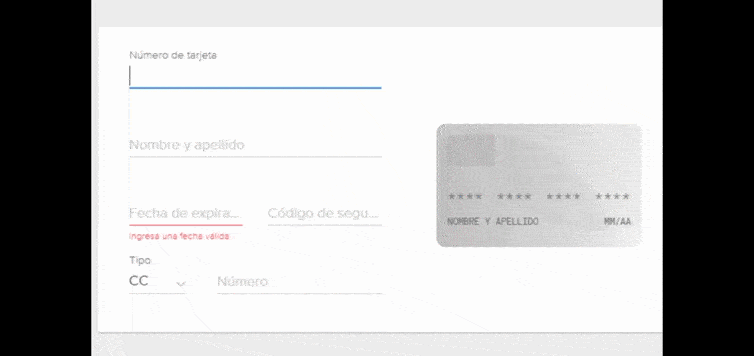 Número de tarjeta
Nombre y apellido
Fecha de expira... Código de segu...
Ingresa una fecha válida
Tipo
CC Número
**** **** **** ****
NOMBRE Y APELLIDO MM/AA